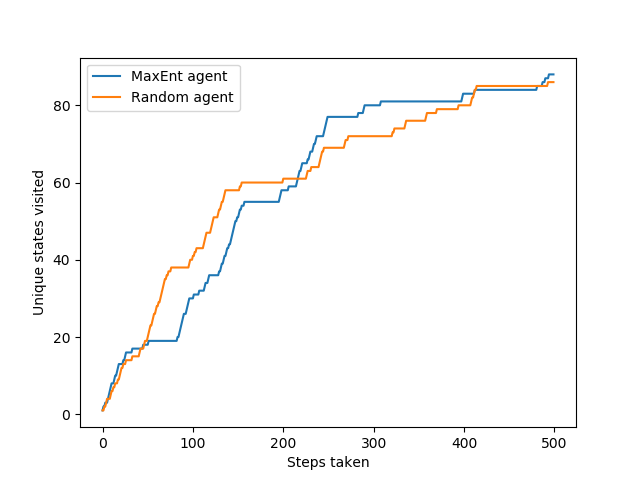 MaxEnt agent
Random agent
Unique states visited
80
60
40
20
0
0 100 200 300 400 500
Steps taken